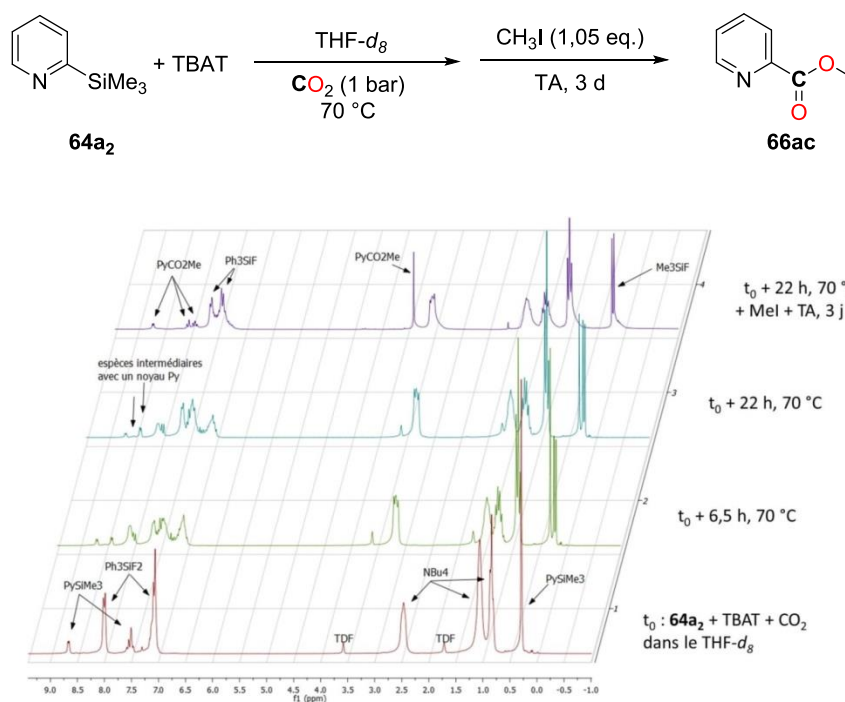 THF-d8
CH3I (1,05 eq.)
N
SiMe3
+ TBAT
CO2 (1 bar)
70 °C
TA, 3 d
N
C
O
O
64a2
66ac
PyCO2Me
Ph3SiF
PyCO2Me
Me3SiF
4
t0 + 22 h, 70 °
+ MeI + TA, 3 j
espèces intermédiaires
avec un noyau Py
3
t0 + 22 h, 70 °C
2
t0 + 6,5 h, 70 °C
PySiMe3
Ph3SiF2
NBu4
PySiMe3
TDF
TDF
1
t0 : 64a2 + TBAT + CO2
dans le THF-d8
9.0 8.5 8.0 7.5 7.0 6.5 6.0 5.5 5.0 4.5 4.0 3.5 3.0 2.5 2.0 1.5 1.0 0.5 0.0 -0.5 -1.0
f1 (ppm)